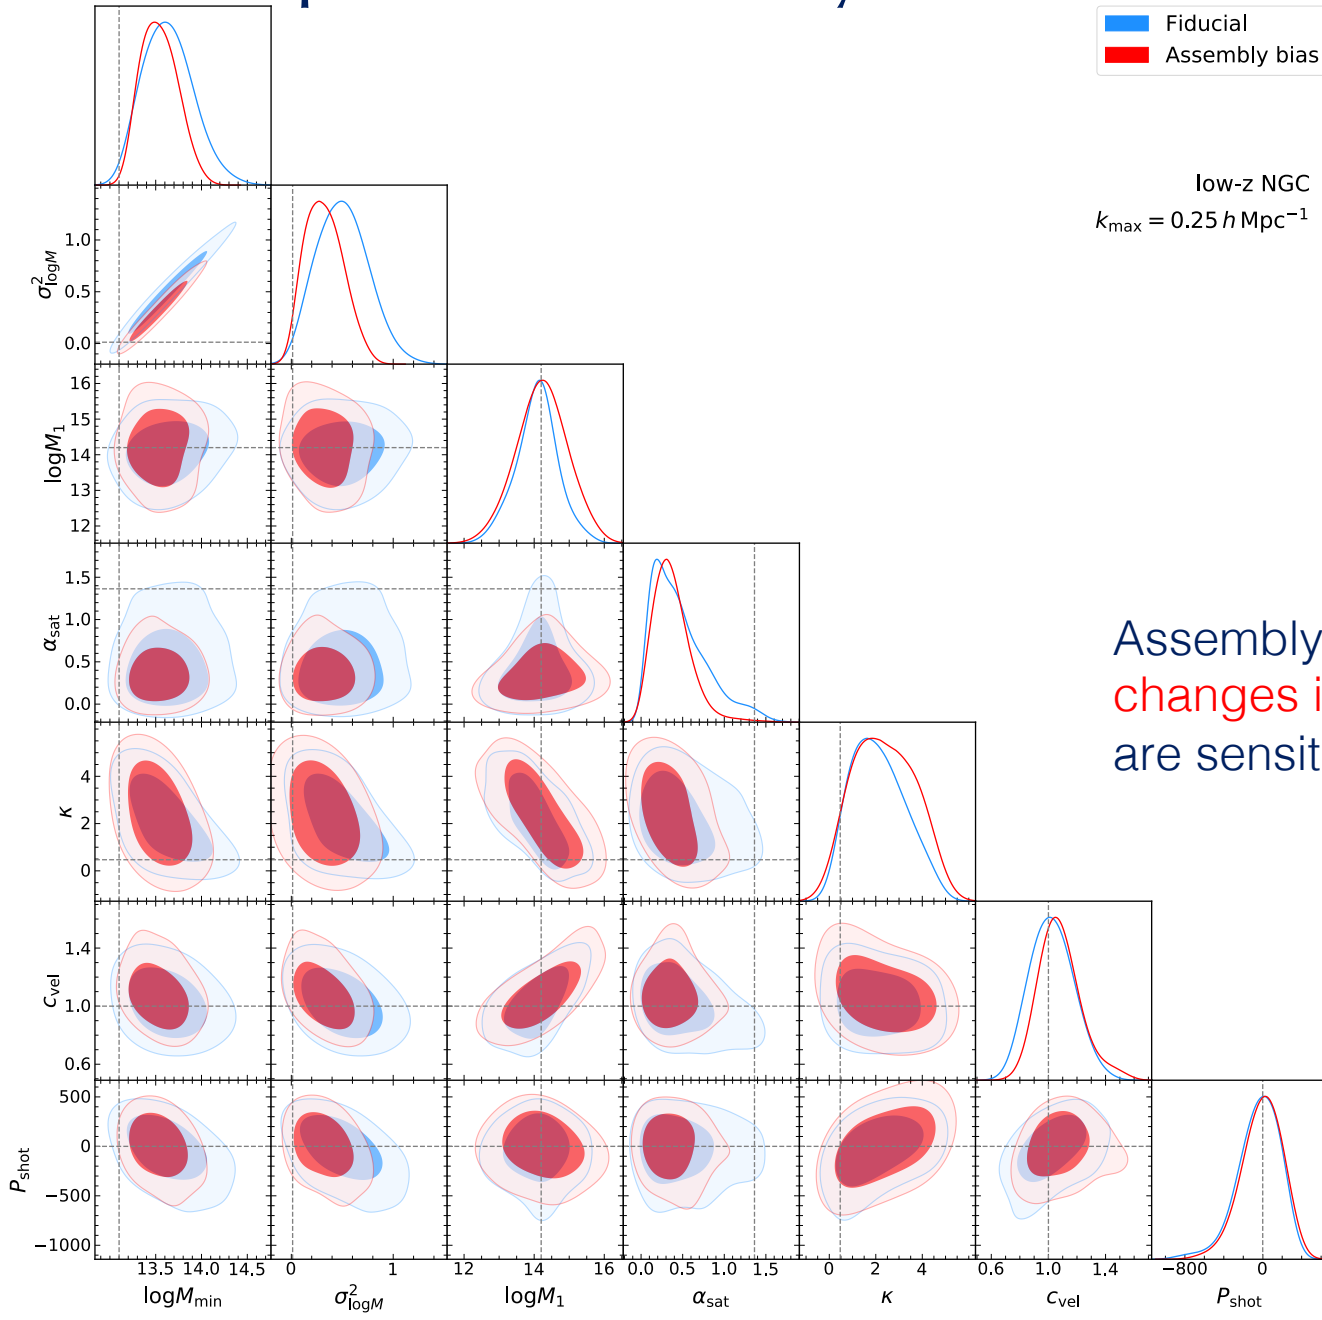 Fiducial
Assembly bias
low-z NGC
k_max = 0.25 h Mpc⁻¹
1.0
0.5
0.0
σ²_logM
16
15
14
13
12
logM₁
1.5
1.0
0.5
0.0
α_sat
Assembly
changes i
are sensit
4
2
0
κ
1.4
1.0
0.6
c_vel
500
0
−500
−1000
P_shot
13.5 14.0 14.5
0 1
12 14 16
0.0 0.5 1.0 1.5
0 2 4
0.6 1.0 1.4
−800 0
logM_min
σ²_logM
logM₁
α_sat
κ
c_vel
P_shot